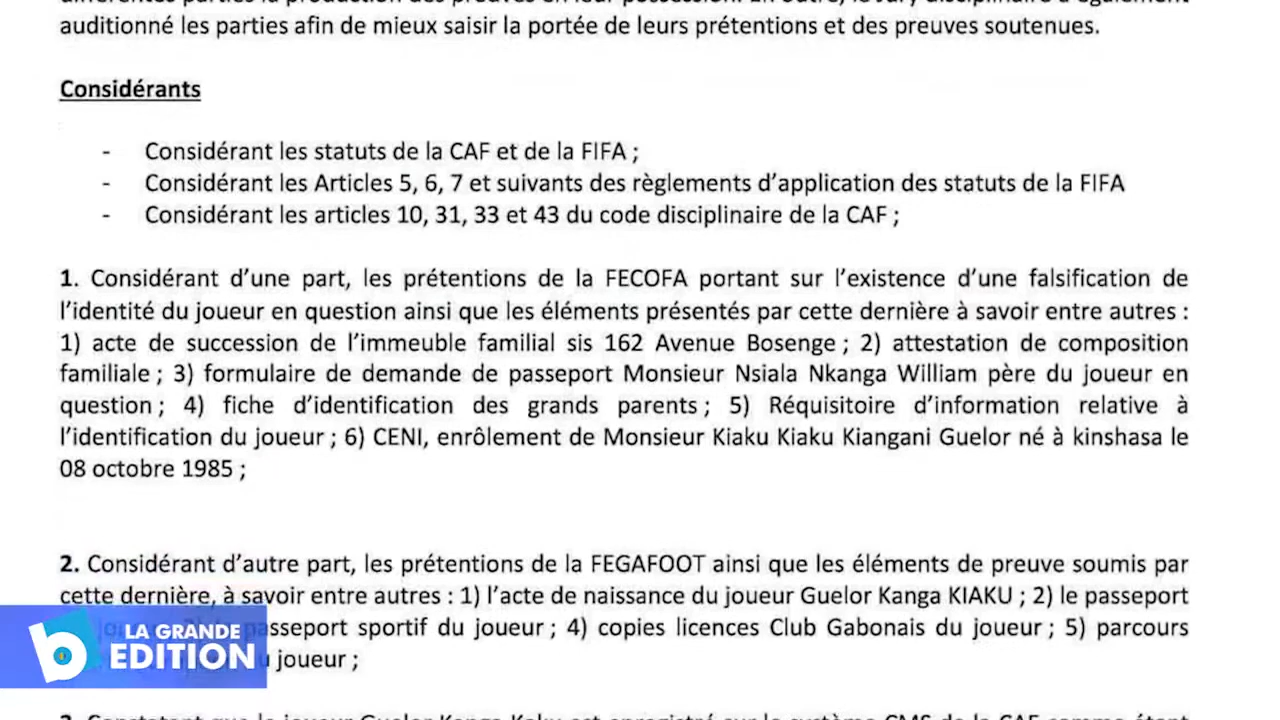 auditionné les parties afin de mieux saisir la portée de leurs prétentions et des preuves soutenues.
Considérants
- Considérant les statuts de la CAF et de la FIFA ;
- Considérant les Articles 5, 6, 7 et suivants des règlements d’application des statuts de la FIFA
- Considérant les articles 10, 31, 33 et 43 du code disciplinaire de la CAF ;
1. Considérant d’une part, les prétentions de la FECOFA portant sur l’existence d’une falsification de
l’identité du joueur en question ainsi que les éléments présentés par cette dernière à savoir entre autres :
1) acte de succession de l’immeuble familial sis 162 Avenue Bosenge ; 2) attestation de composition
familiale ; 3) formulaire de demande de passeport Monsieur Nsiala Nkanga William père du joueur en
question ; 4) fiche d’identification des grands parents ; 5) Réquisitoire d’information relative à
l’identification du joueur ; 6) CENI, enrôlement de Monsieur Kiaku Kiaku Kiangani Guelor né à kinshasa le
08 octobre 1985 ;
2. Considérant d’autre part, les prétentions de la FEGAFOOT ainsi que les éléments de preuve soumis par
cette dernière, à savoir entre autres : 1) l’acte de naissance du joueur Guelor Kanga KIAKU ; 2) le passeport
passeport sportif du joueur ; 4) copies licences Club Gabonais du joueur ; 5) parcours
joueur ;
b LA GRANDE
EDITION